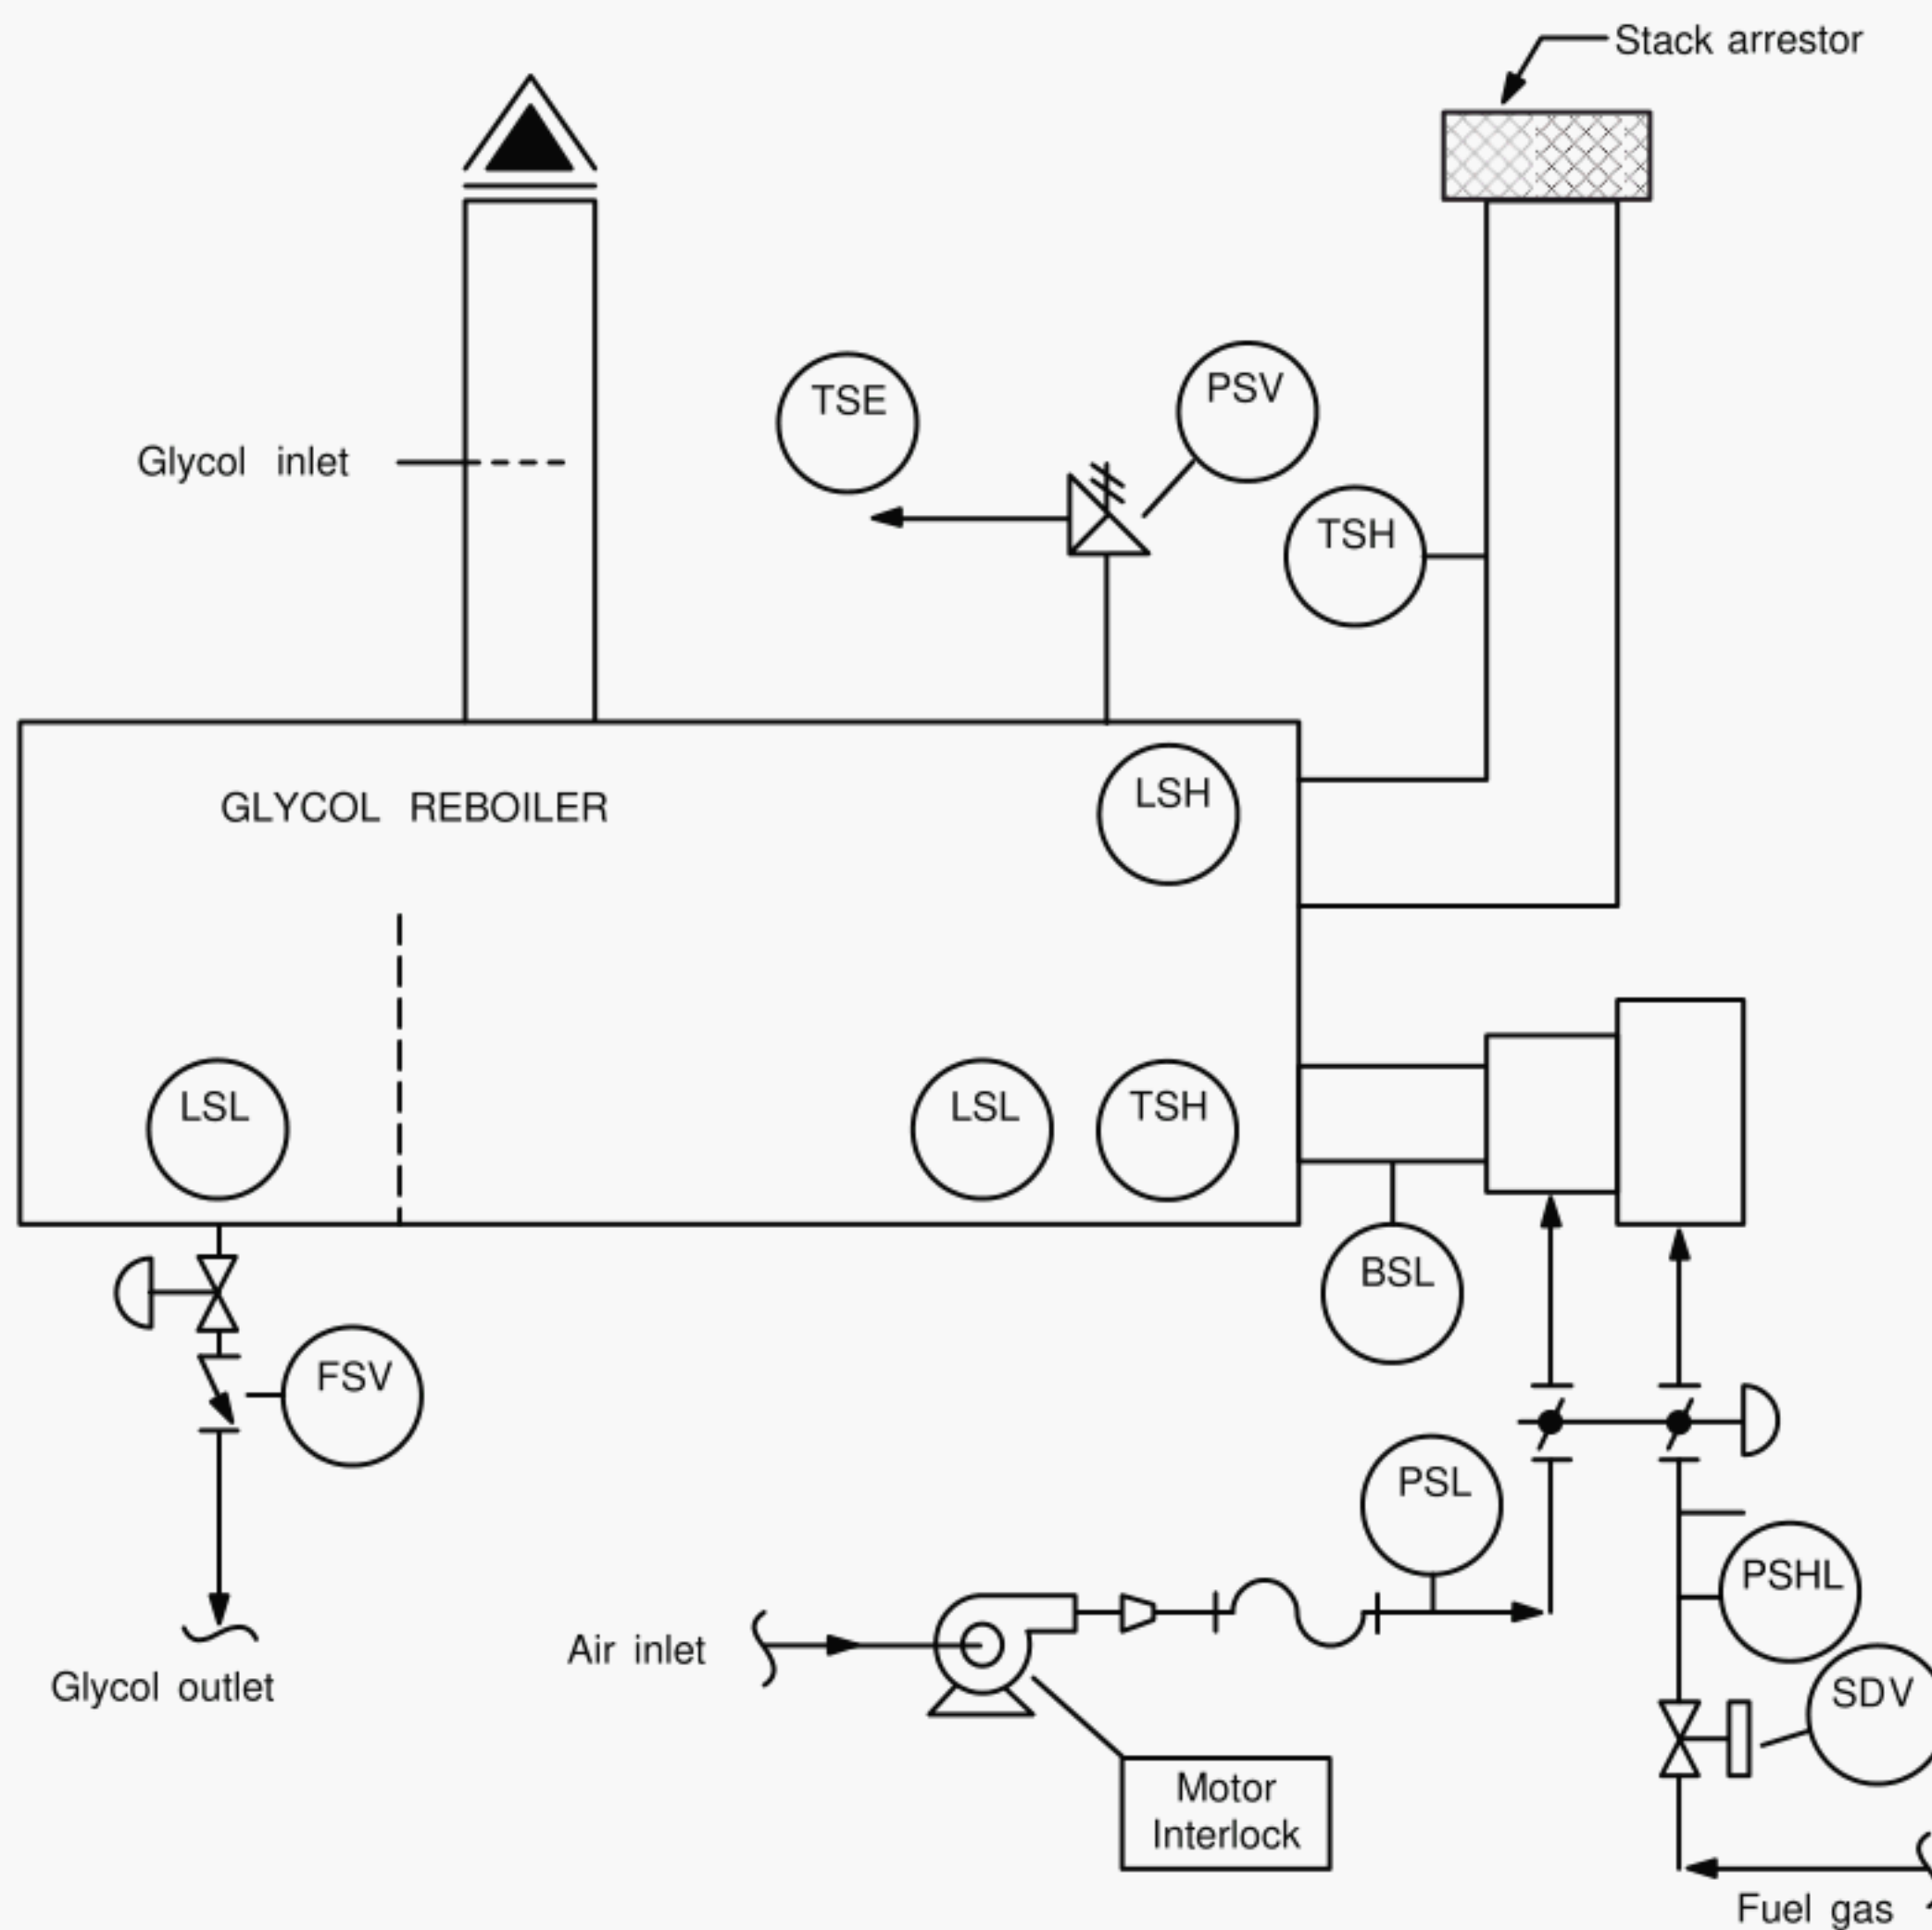 Stack arrestor
TSE
PSV
Glycol inlet
TSH
GLYCOL REBOILER
LSH
LSL
LSL
TSH
BSL
FSV
PSL
PSHL
Air inlet
Glycol outlet
SDV
Motor
Interlock
Fuel gas